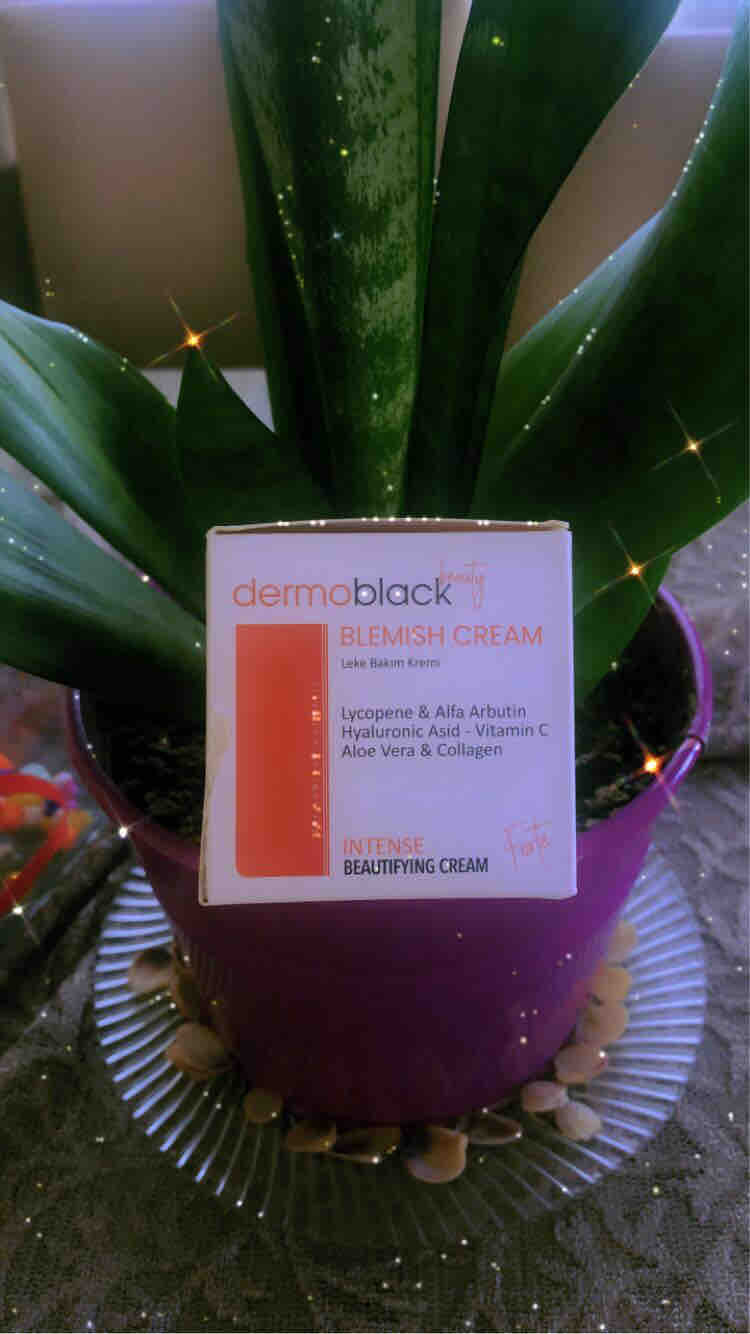 dermoblack beauty
BLEMISH CREAM
Leke Bakım Kremi
Lycopene & Alfa Arbutin
Hyaluronic Asid - Vitamin C
Aloe Vera & Collagen
INTENSE
BEAUTIFYING CREAM
Forte